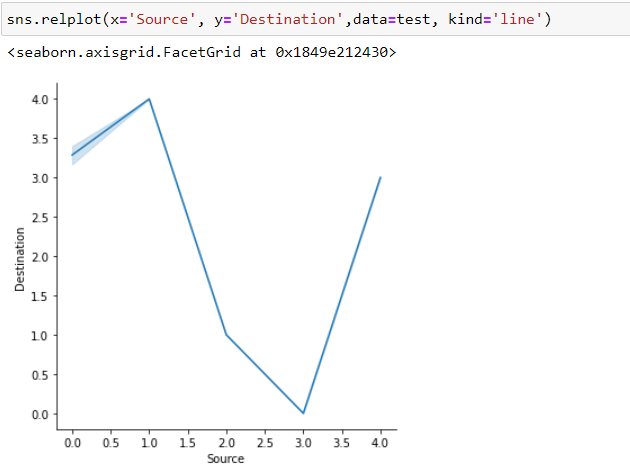 sns.relplot(x='Source', y='Destination',data=test, kind='line')
<seaborn.axisgrid.FacetGrid at 0x1849e212430>
4.0
3.5
3.0
2.5
2.0
1.5
1.0
0.5
0.0
Destination
0.0 0.5 1.0 1.5 2.0 2.5 3.0 3.5 4.0
Source